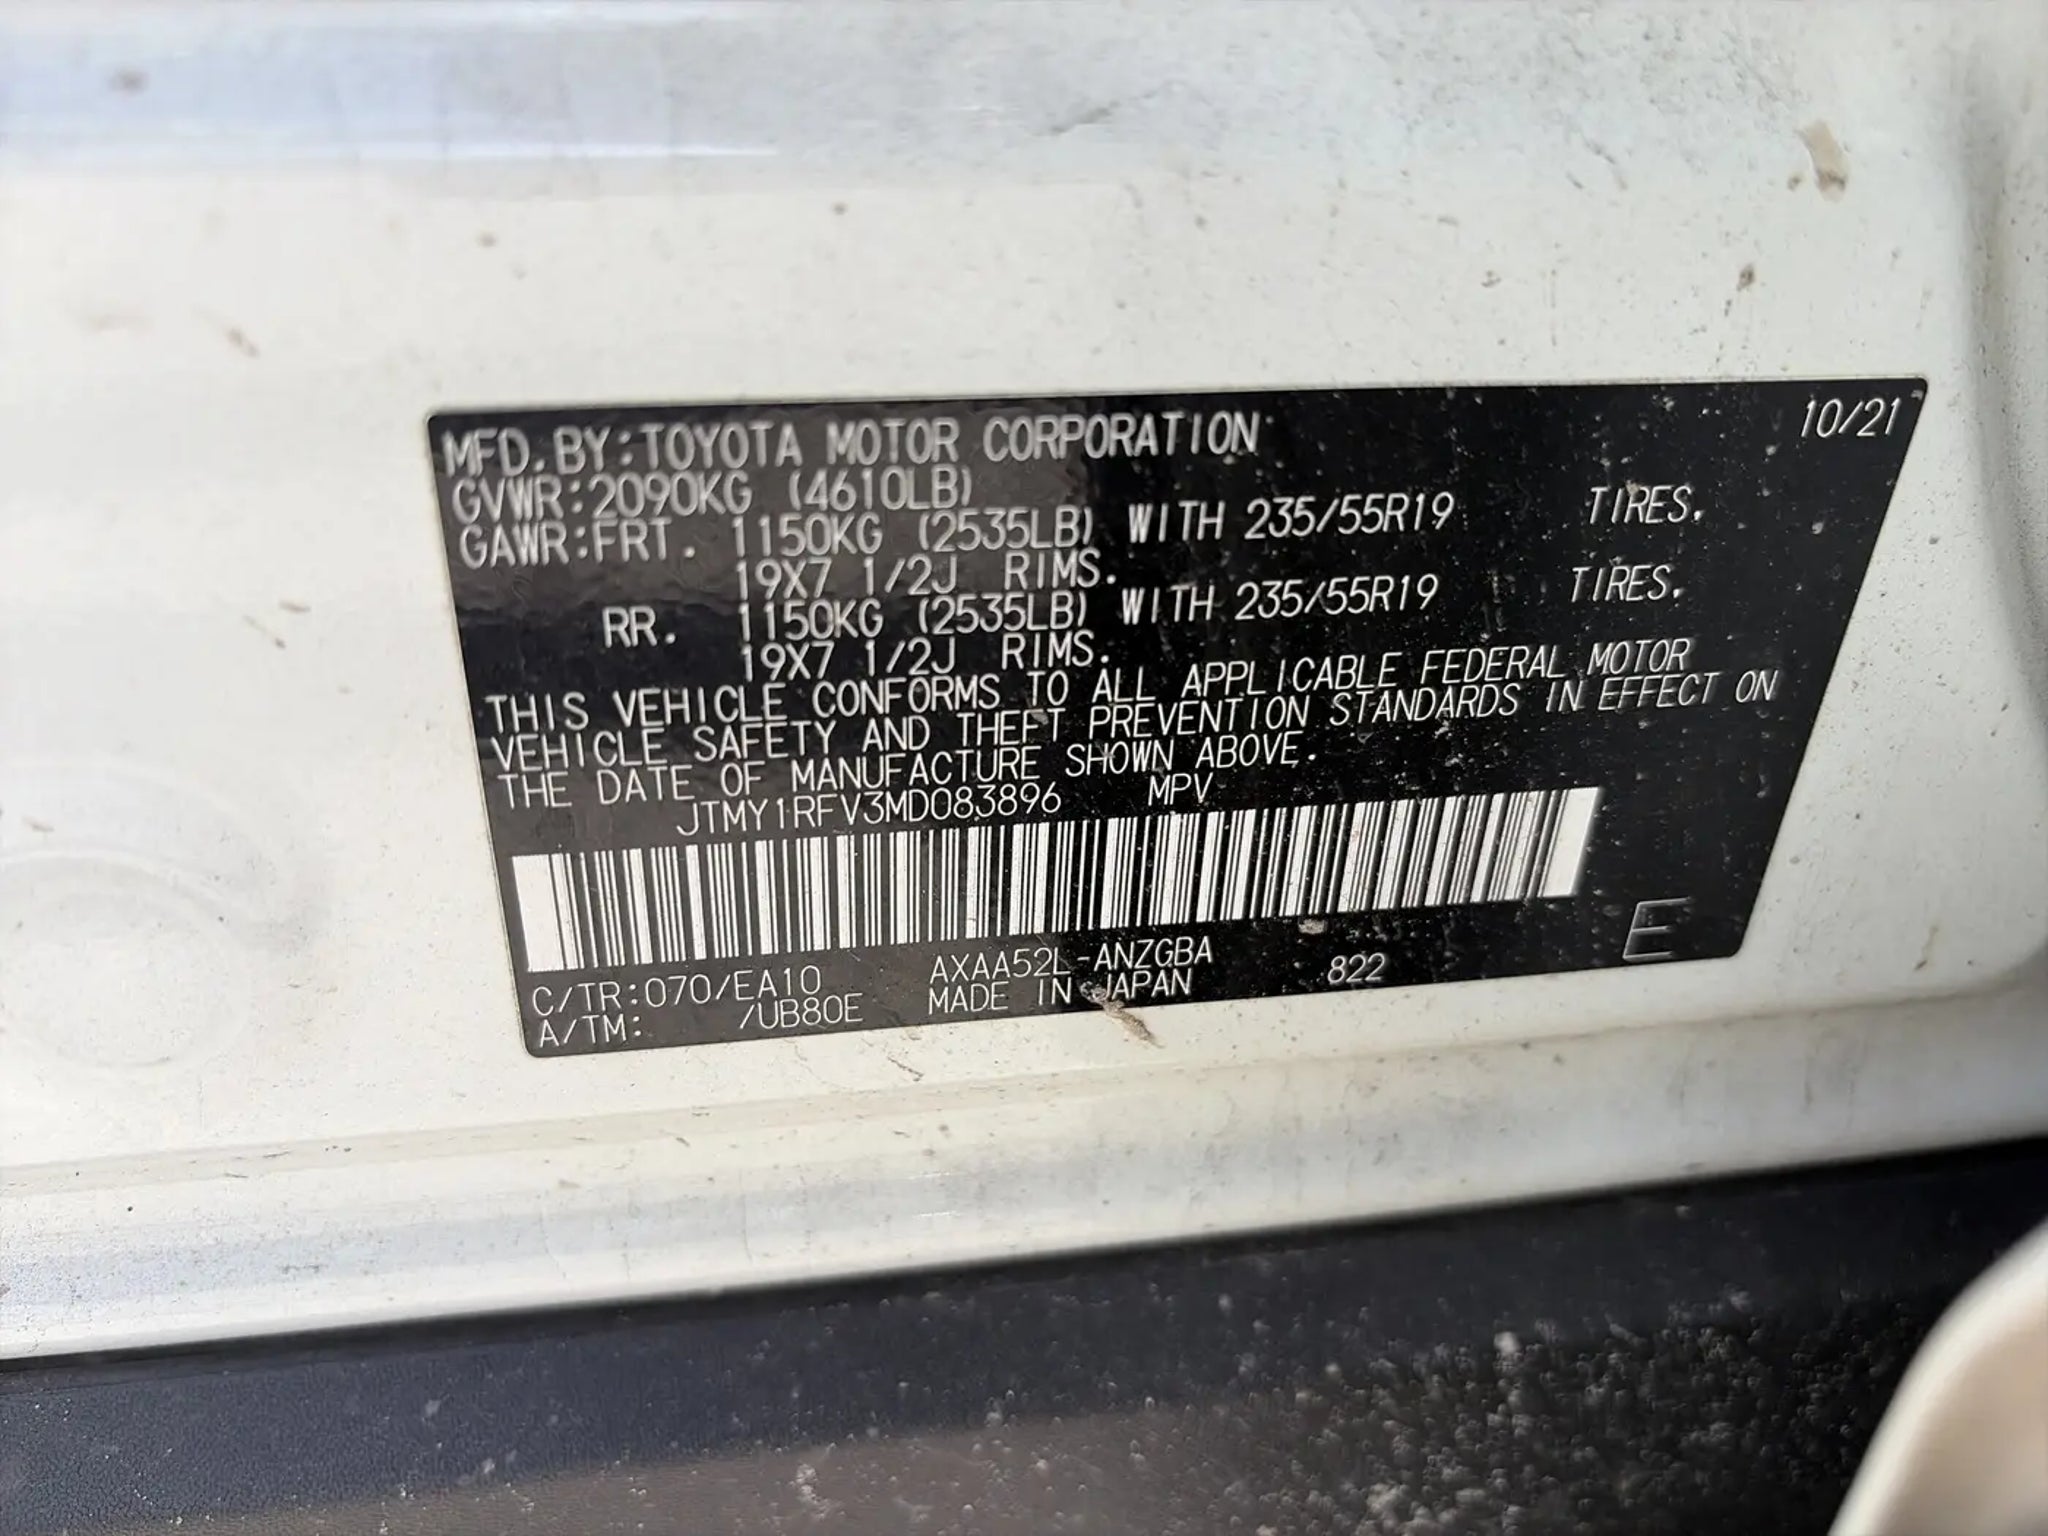 MFD. BY: TOYOTA MOTOR CORPORATION 10/21
GVWR: 2090KG (4610LB)
GAWR: FRT. 1150KG (2535LB) WITH 235/55R19 TIRES.
19X7 1/2J RIMS.
RR. 1150KG (2535LB) WITH 235/55R19 TIRES.
19X7 1/2J RIMS.
THIS VEHICLE CONFORMS TO ALL APPLICABLE FEDERAL MOTOR
VEHICLE SAFETY AND THEFT PREVENTION STANDARDS IN EFFECT ON
THE DATE OF MANUFACTURE SHOWN ABOVE.
JTMY1RFV3MD083896 MPV
C/TR: 070/EA10 AXAA52L-ANZGBA 822 E
A/TM: /UB80E MADE IN JAPAN